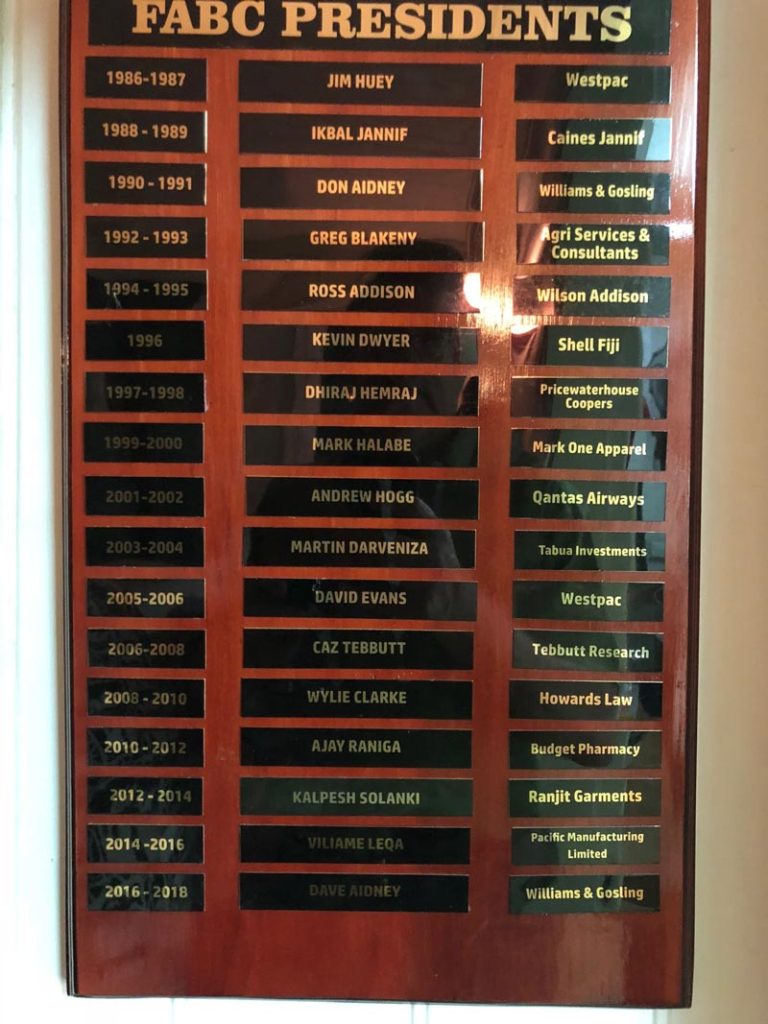 FABC PRESIDENTS
1986-1987 JIM HUEY Westpac
1988 - 1989 IKBAL JANNIF Caines Jannif
1990 - 1991 DON AIDNEY Williams & Gosling
1992 - 1993 GREG BLAKENY Agri Services &
Consultants
1994 - 1995 ROSS ADDISON Wilson Addison
1996 KEVIN DWYER Shell Fiji
1997-1998 DHIRAJ HEMRAJ Pricewaterhouse
Coopers
1999-2000 MARK HALABE Mark One Apparel
2001-2002 ANDREW HOGG Qantas Airways
2003-2004 MARTIN DARVENIZA Tabua Investments
2005-2006 DAVID EVANS Westpac
2006-2008 CAZ TEBBUTT Tebbutt Research
2008 - 2010 WYLIE CLARKE Howards Law
2010 - 2012 AJAY RANIGA Budget Pharmacy
2012 - 2014 KALPESH SOLANKI Ranjit Garments
2014 -2016 VILIAME LEQA Pacific Manufacturing
Limited
2016 - 2018 DAVE AIDNEY Williams & Gosling